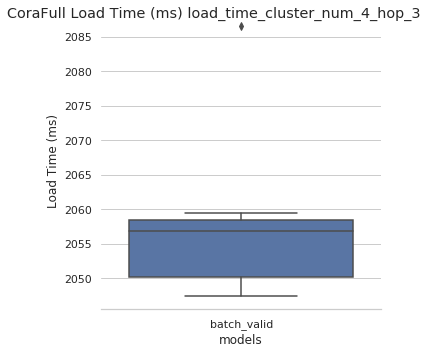 CoraFull Load Time (ms) load_time_cluster_num_4_hop_3
2085
2080
2075
2070
2065
2060
2055
2050
Load Time (ms)
batch_valid
models